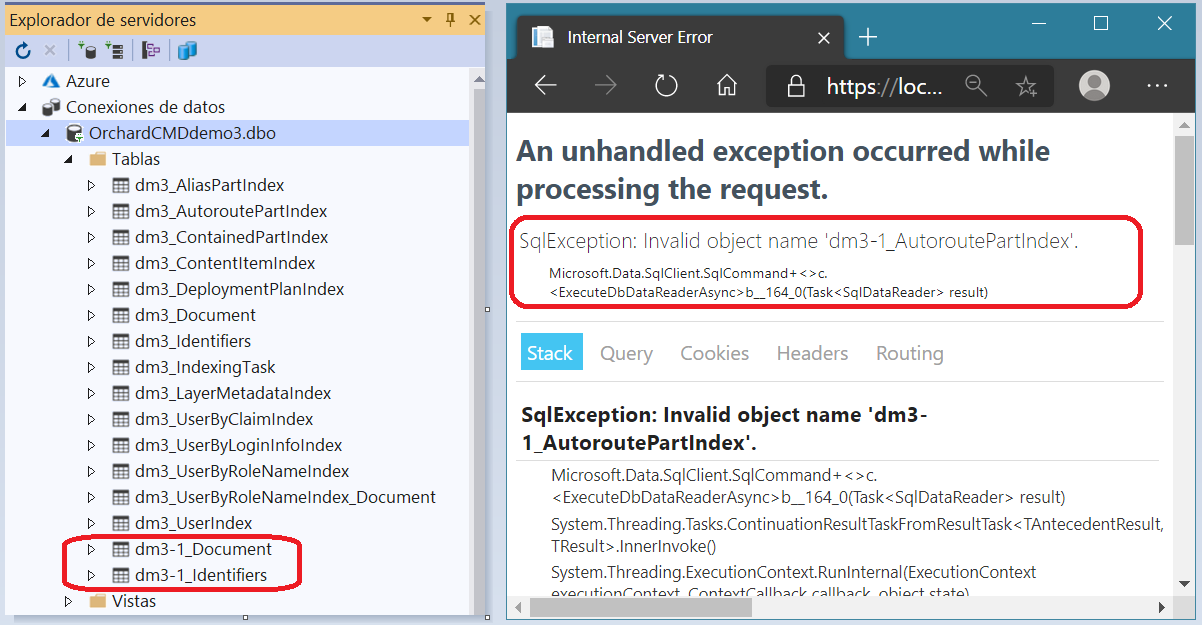 Explorador de servidores
Azure
Conexiones de datos
OrchardCMDdemo3.dbo
Tablas
dm3_AliasPartIndex
dm3_AutoroutePartIndex
dm3_ContainedPartIndex
dm3_ContentItemIndex
dm3_DeploymentPlanIndex
dm3_Document
dm3_Identifiers
dm3_IndexingTask
dm3_LayerMetadataIndex
dm3_UserByClaimIndex
dm3_UserByLoginInfoIndex
dm3_UserByRoleNameIndex
dm3_UserByRoleNameIndex_Document
dm3_UserIndex
dm3-1_Document
dm3-1_Identifiers
Vistas
Internal Server Error
https://loc...
An unhandled exception occurred while
processing the request.
SqlException: Invalid object name 'dm3-1_AutoroutePartIndex'.
Microsoft.Data.SqlClient.SqlCommand+<>c.
<ExecuteDbDataReaderAsync>b__164_0(Task<SqlDataReader> result)
Stack Query Cookies Headers Routing
SqlException: Invalid object name 'dm3-
1_AutoroutePartIndex'.
Microsoft.Data.SqlClient.SqlCommand+<>c.
<ExecuteDbDataReaderAsync>b__164_0(Task<SqlDataReader> result)
System.Threading.Tasks.ContinuationResultTaskFromResultTask<TAntecedentResult,
TResult>.InnerInvoke()
System.Threading.ExecutionContext.RunInternal(ExecutionContext
executionContext, ContextCallback callback, object state)